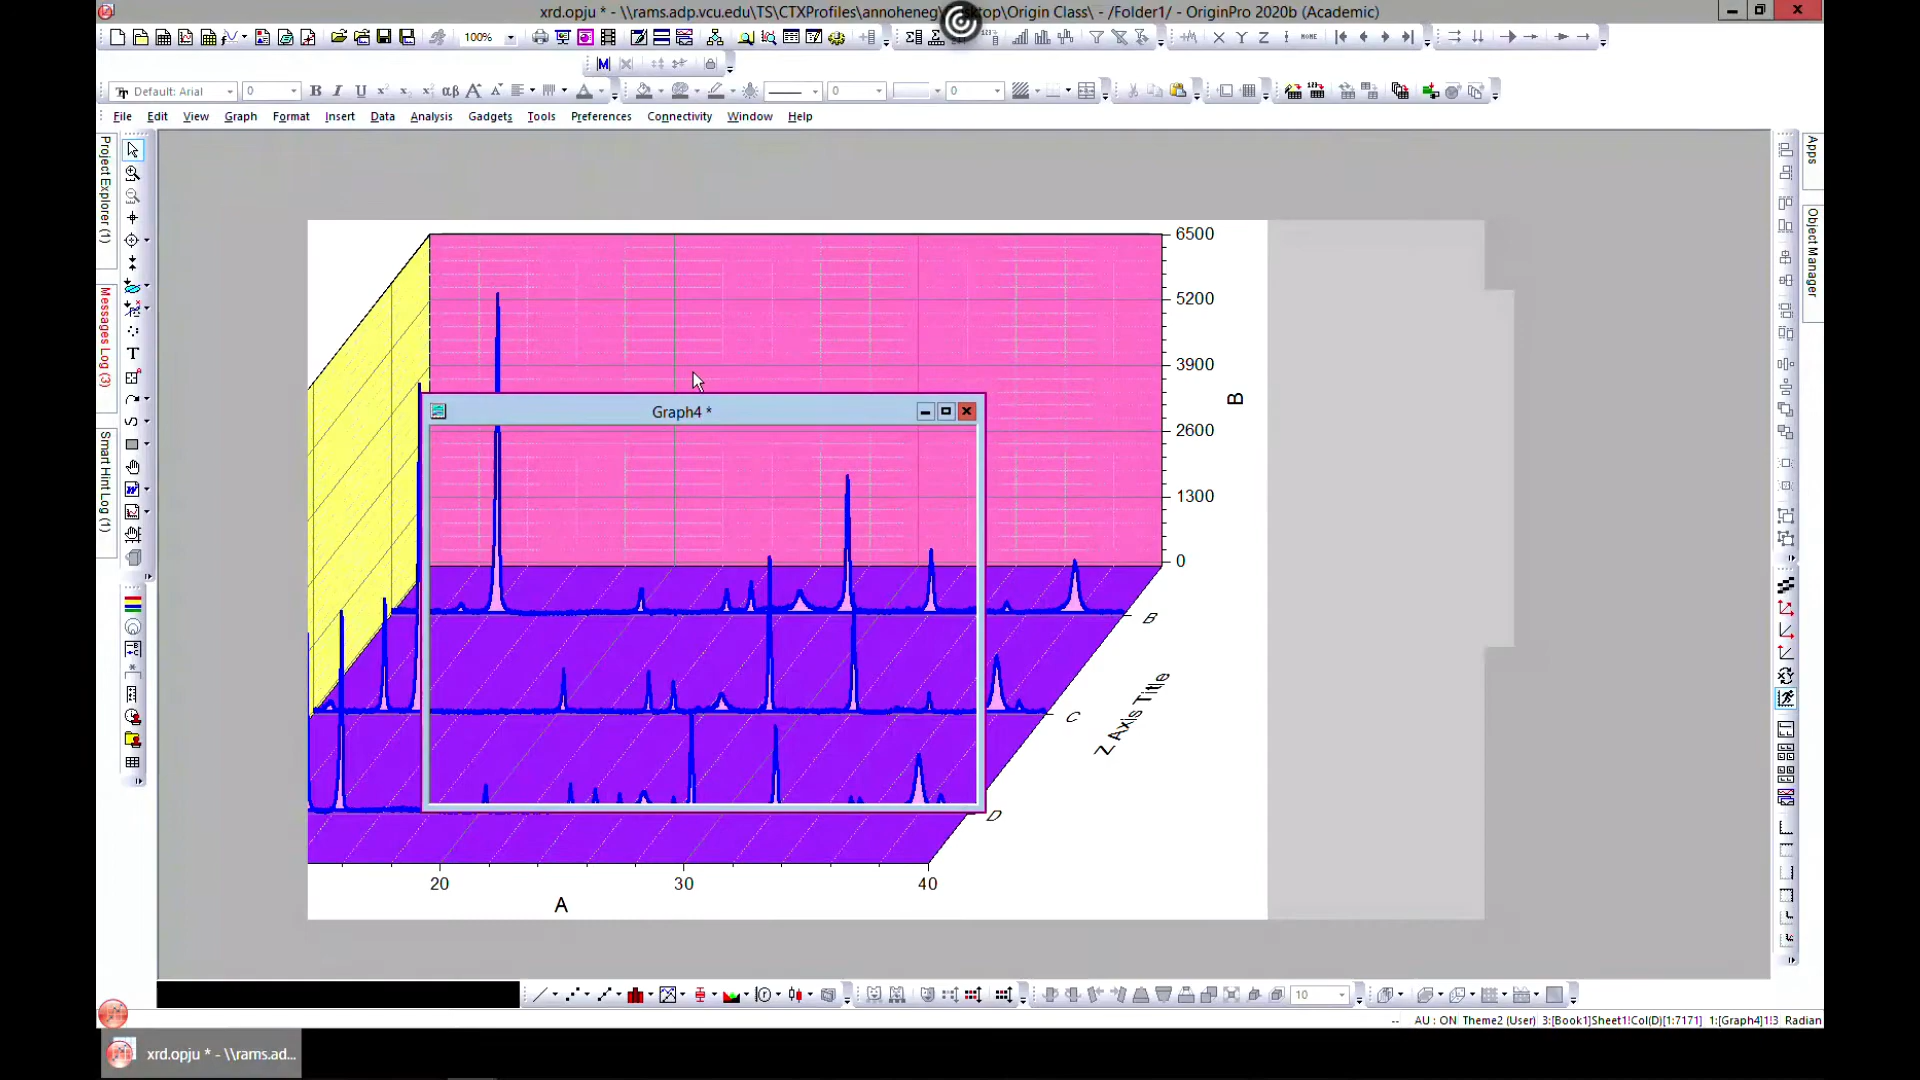 xrd.opju * - \\rams.adp.vcu.edu\TS\CTXProfiles\annoheneg\ sktop\Origin Class\ - /Folder1/ - OriginPro 2020b (Academic)
100%
Default: Arial 0 B I U αβ A A 0 0
File Edit View Graph Format Insert Data Analysis Gadgets Tools Preferences Connectivity Window Help
Project Explorer (1)
Messages Log (3)
Smart Hint Log (1)
Apps
Object Manager
6500
5200
3900
2600
1300
0
B
Graph4 *
B
C
D
Z Axis Title
20 30 40
A
10
-- AU : ON Theme2 (User) 3:[Book1]Sheet1!Col(D)[1:7171] 1:[Graph4]1!3 Radian
xrd.opju * - \\rams.ad...